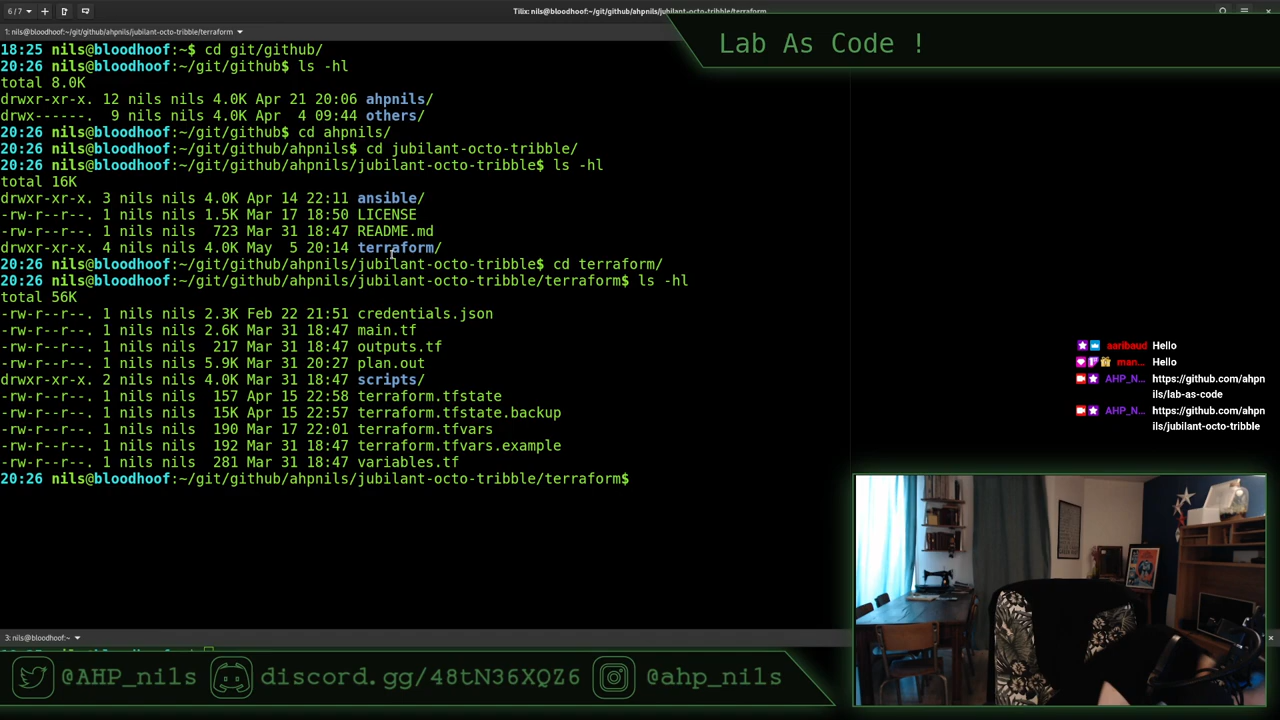 6 / 7
Tilix: nils@bloodhoof:~/git/github/ahpnils/jubilant-octo-tribble/terraform
1: nils@bloodhoof:~/git/github/ahpnils/jubilant-octo-tribble/terraform
Lab As Code !
18:25 nils@bloodhoof:~$ cd git/github/
20:26 nils@bloodhoof:~/git/github$ ls -hl
total 8.0K
drwxr-xr-x. 12 nils nils 4.0K Apr 21 20:06 ahpnils/
drwx------.  9 nils nils 4.0K Apr  4 09:44 others/
20:26 nils@bloodhoof:~/git/github$ cd ahpnils/
20:26 nils@bloodhoof:~/git/github/ahpnils$ cd jubilant-octo-tribble/
20:26 nils@bloodhoof:~/git/github/ahpnils/jubilant-octo-tribble$ ls -hl
total 16K
drwxr-xr-x. 3 nils nils 4.0K Apr 14 22:11 ansible/
-rw-r--r--. 1 nils nils 1.5K Mar 17 18:50 LICENSE
-rw-r--r--. 1 nils nils  723 Mar 31 18:47 README.md
drwxr-xr-x. 4 nils nils 4.0K May  5 20:14 terraform/
20:26 nils@bloodhoof:~/git/github/ahpnils/jubilant-octo-tribble$ cd terraform/
20:26 nils@bloodhoof:~/git/github/ahpnils/jubilant-octo-tribble/terraform$ ls -hl
total 56K
-rw-r--r--. 1 nils nils 2.3K Feb 22 21:51 credentials.json
-rw-r--r--. 1 nils nils 2.6K Mar 31 18:47 main.tf
-rw-r--r--. 1 nils nils  217 Mar 31 18:47 outputs.tf
-rw-r--r--. 1 nils nils 5.9K Mar 31 20:27 plan.out
drwxr-xr-x. 2 nils nils 4.0K Mar 31 18:47 scripts/
-rw-r--r--. 1 nils nils  157 Apr 15 22:58 terraform.tfstate
-rw-r--r--. 1 nils nils  15K Apr 15 22:57 terraform.tfstate.backup
-rw-r--r--. 1 nils nils  190 Mar 17 22:01 terraform.tfvars
-rw-r--r--. 1 nils nils  192 Mar 31 18:47 terraform.tfvars.example
-rw-r--r--. 1 nils nils  281 Mar 31 18:47 variables.tf
20:26 nils@bloodhoof:~/git/github/ahpnils/jubilant-octo-tribble/terraform$
aaribaud Hello
man... Hello
AHP_N... https://github.com/ahpn
ils/lab-as-code
AHP_N... https://github.com/ahpn
ils/jubilant-octo-tribble
3: nils@bloodhoof:~
@AHP_nils discord.gg/48tN36XQZ6 @ahp_nils